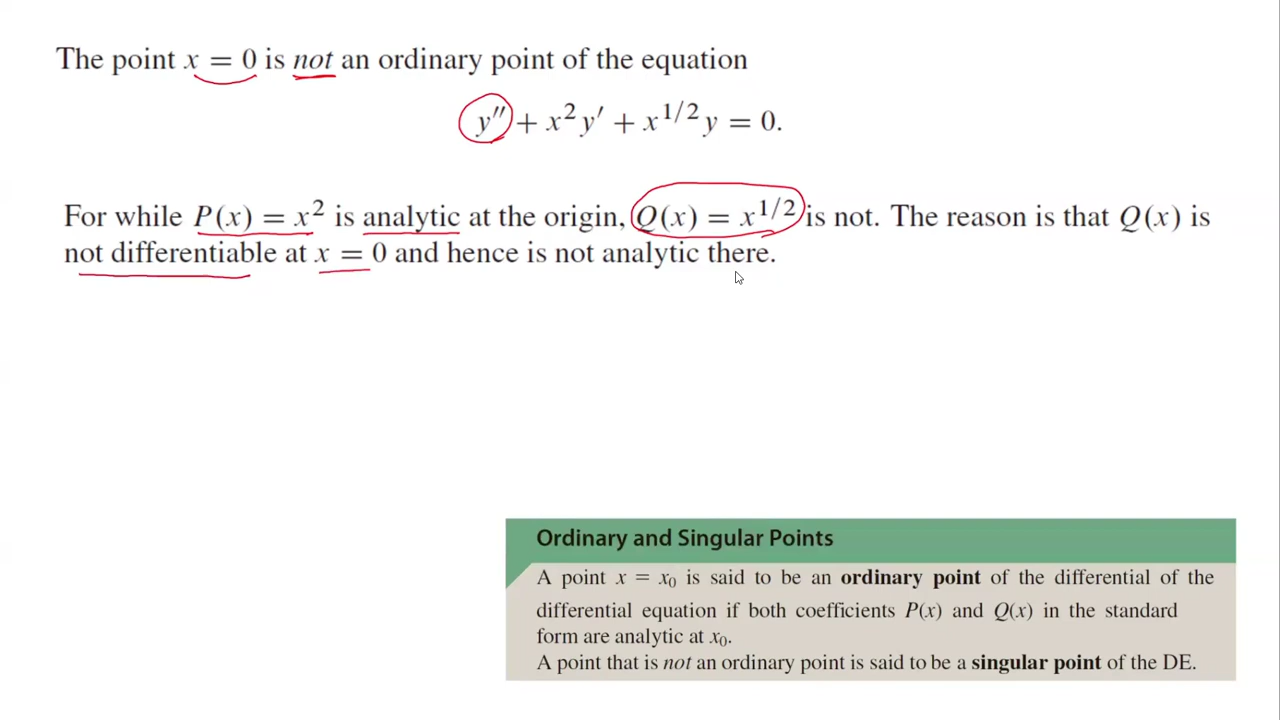 The point x = 0 is not an ordinary point of the equation
y″ + x² y′ + x^{1/2} y = 0.
For while P(x) = x² is analytic at the origin, Q(x) = x^{1/2} is not. The reason is that Q(x) is
not differentiable at x = 0 and hence is not analytic there.
Ordinary and Singular Points
A point x = x₀ is said to be an ordinary point of the differential of the
differential equation if both coefficients P(x) and Q(x) in the standard
form are analytic at x₀.
A point that is not an ordinary point is said to be a singular point of the DE.